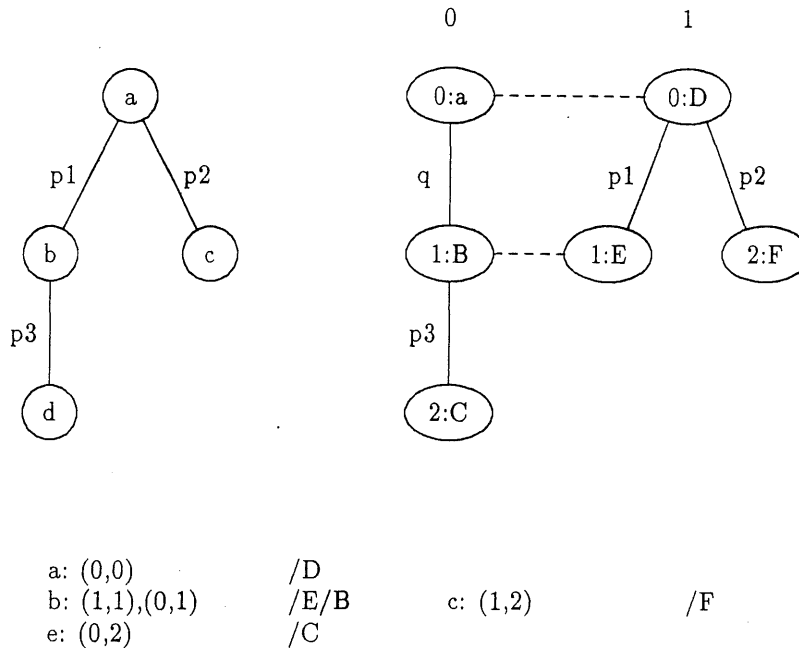 0 1
a 0:a 0:D
p1 p2 q p1 p2
b c 1:B 1:E 2:F
p3 p3
d 2:C
a: (0,0) /D
b: (1,1),(0,1) /E/B c: (1,2) /F
e: (0,2) /C